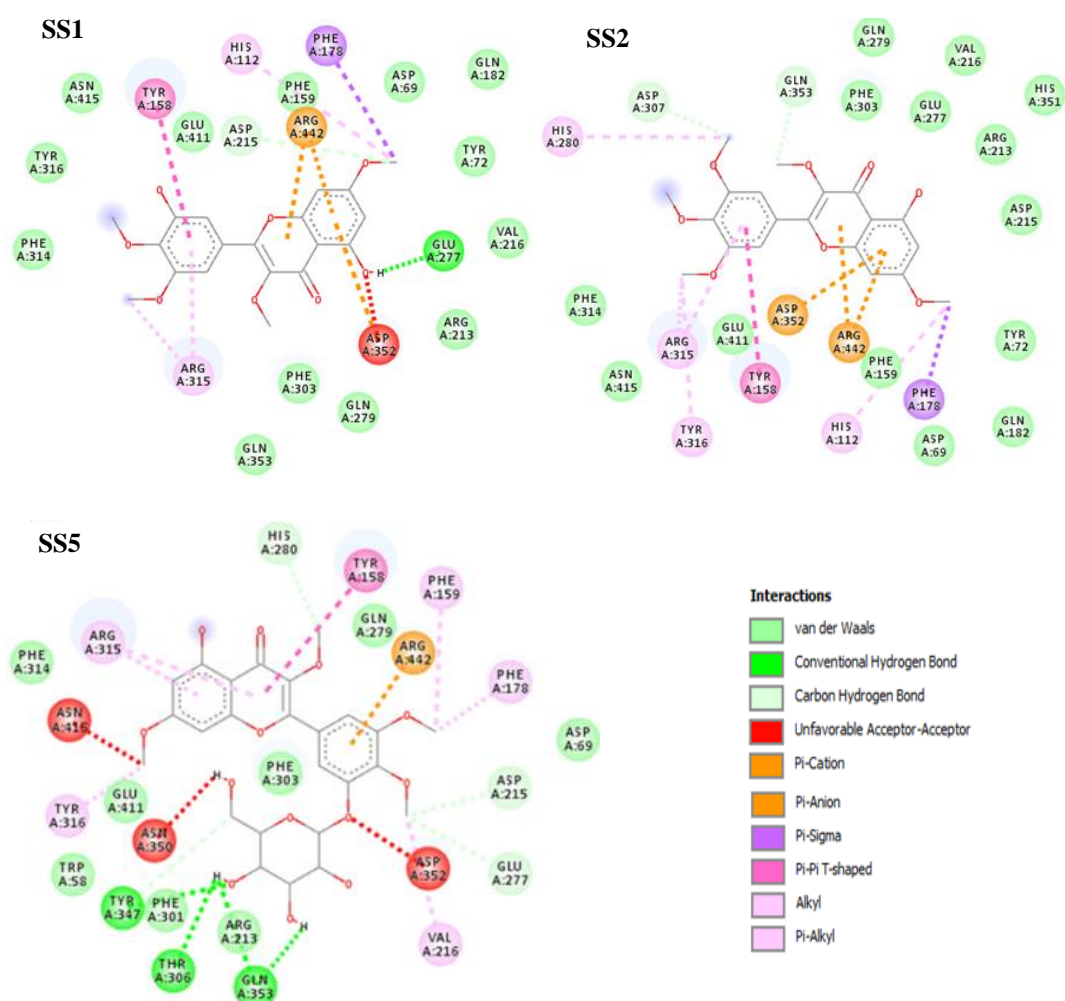 SS1
HIS
A:112
PHE
A:178
ASN
A:415
TYR
A:158
PHE
A:159
ASP
A:69
GLN
A:182
GLU
A:411
ASP
A:215
ARG
A:442
TYR
A:316
TYR
A:72
PHE
A:314
GLU
A:277
VAL
A:216
O
O
O
O
O
O
O
O
H
ARG
A:315
ASP
A:352
ARG
A:213
PHE
A:303
GLN
A:279
GLN
A:353
SS2
GLN
A:279
VAL
A:216
ASP
A:307
GLN
A:353
PHE
A:303
GLU
A:277
HIS
A:351
HIS
A:280
ARG
A:213
ASP
A:215
O
O
O
O
O
O
O
O
PHE
A:314
ASP
A:352
GLU
A:411
ARG
A:315
ARG
A:442
TYR
A:72
ASN
A:415
TYR
A:158
PHE
A:159
PHE
A:178
TYR
A:316
HIS
A:112
ASP
A:69
GLN
A:182
SS5
HIS
A:280
TYR
A:158
PHE
A:159
ARG
A:315
GLN
A:279
ARG
A:442
PHE
A:314
PHE
A:178
ASN
A:416
ASP
A:69
PHE
A:303
ASP
A:215
GLU
A:411
TYR
A:316
ASN
A:350
ASP
A:352
GLU
A:277
TRP
A:58
TYR
A:347
PHE
A:301
ARG
A:213
VAL
A:216
THR
A:306
GLN
A:353
O
O
O
O
O
O
O
O
O
O
O
O
O
H
H
H
Interactions
van der Waals
Conventional Hydrogen Bond
Carbon Hydrogen Bond
Unfavorable Acceptor-Acceptor
Pi-Cation
Pi-Anion
Pi-Sigma
Pi-Pi T-shaped
Alkyl
Pi-Alkyl